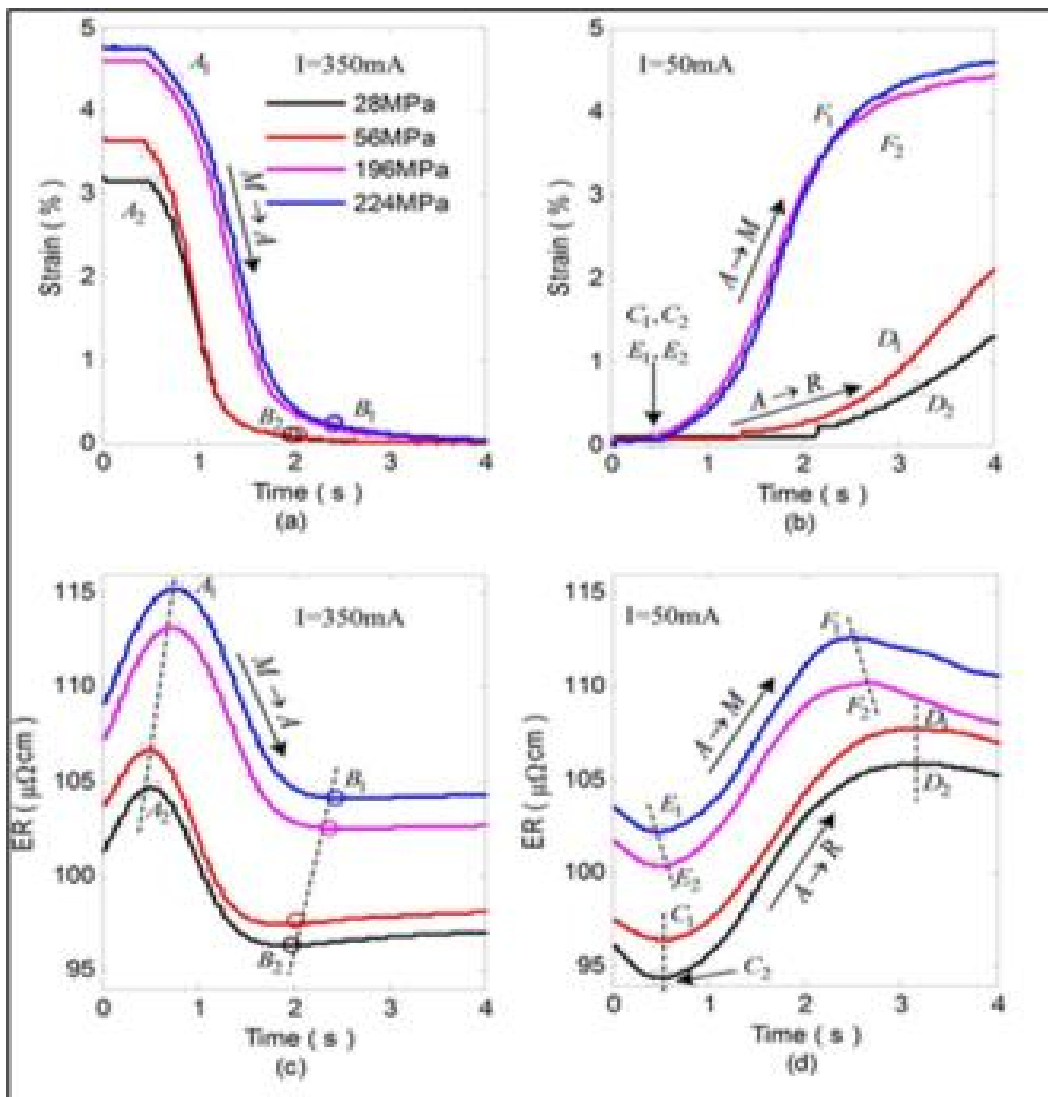 5
4
3
2
1
0
Strain ( % )
A1
I=350mA
28MPa
56MPa
196MPa
224MPa
A2
M→A
B2
B1
0 1 2 3 4
Time ( s )
(a)
5
4
3
2
1
0
Strain ( % )
I=50mA
F1
F2
A→M
C1, C2
E1, E2
A→R
D1
D2
0 1 2 3 4
Time ( s )
(b)
115
110
105
100
95
ER ( μΩcm )
A1
I=350mA
M→A
A2
B1
B2
0 1 2 3 4
Time ( s )
(c)
115
110
105
100
95
ER ( μΩcm )
I=50mA
F1
F2
A→M
D1
D2
E1
E2
A→R
C1
C2
0 1 2 3 4
Time ( s )
(d)